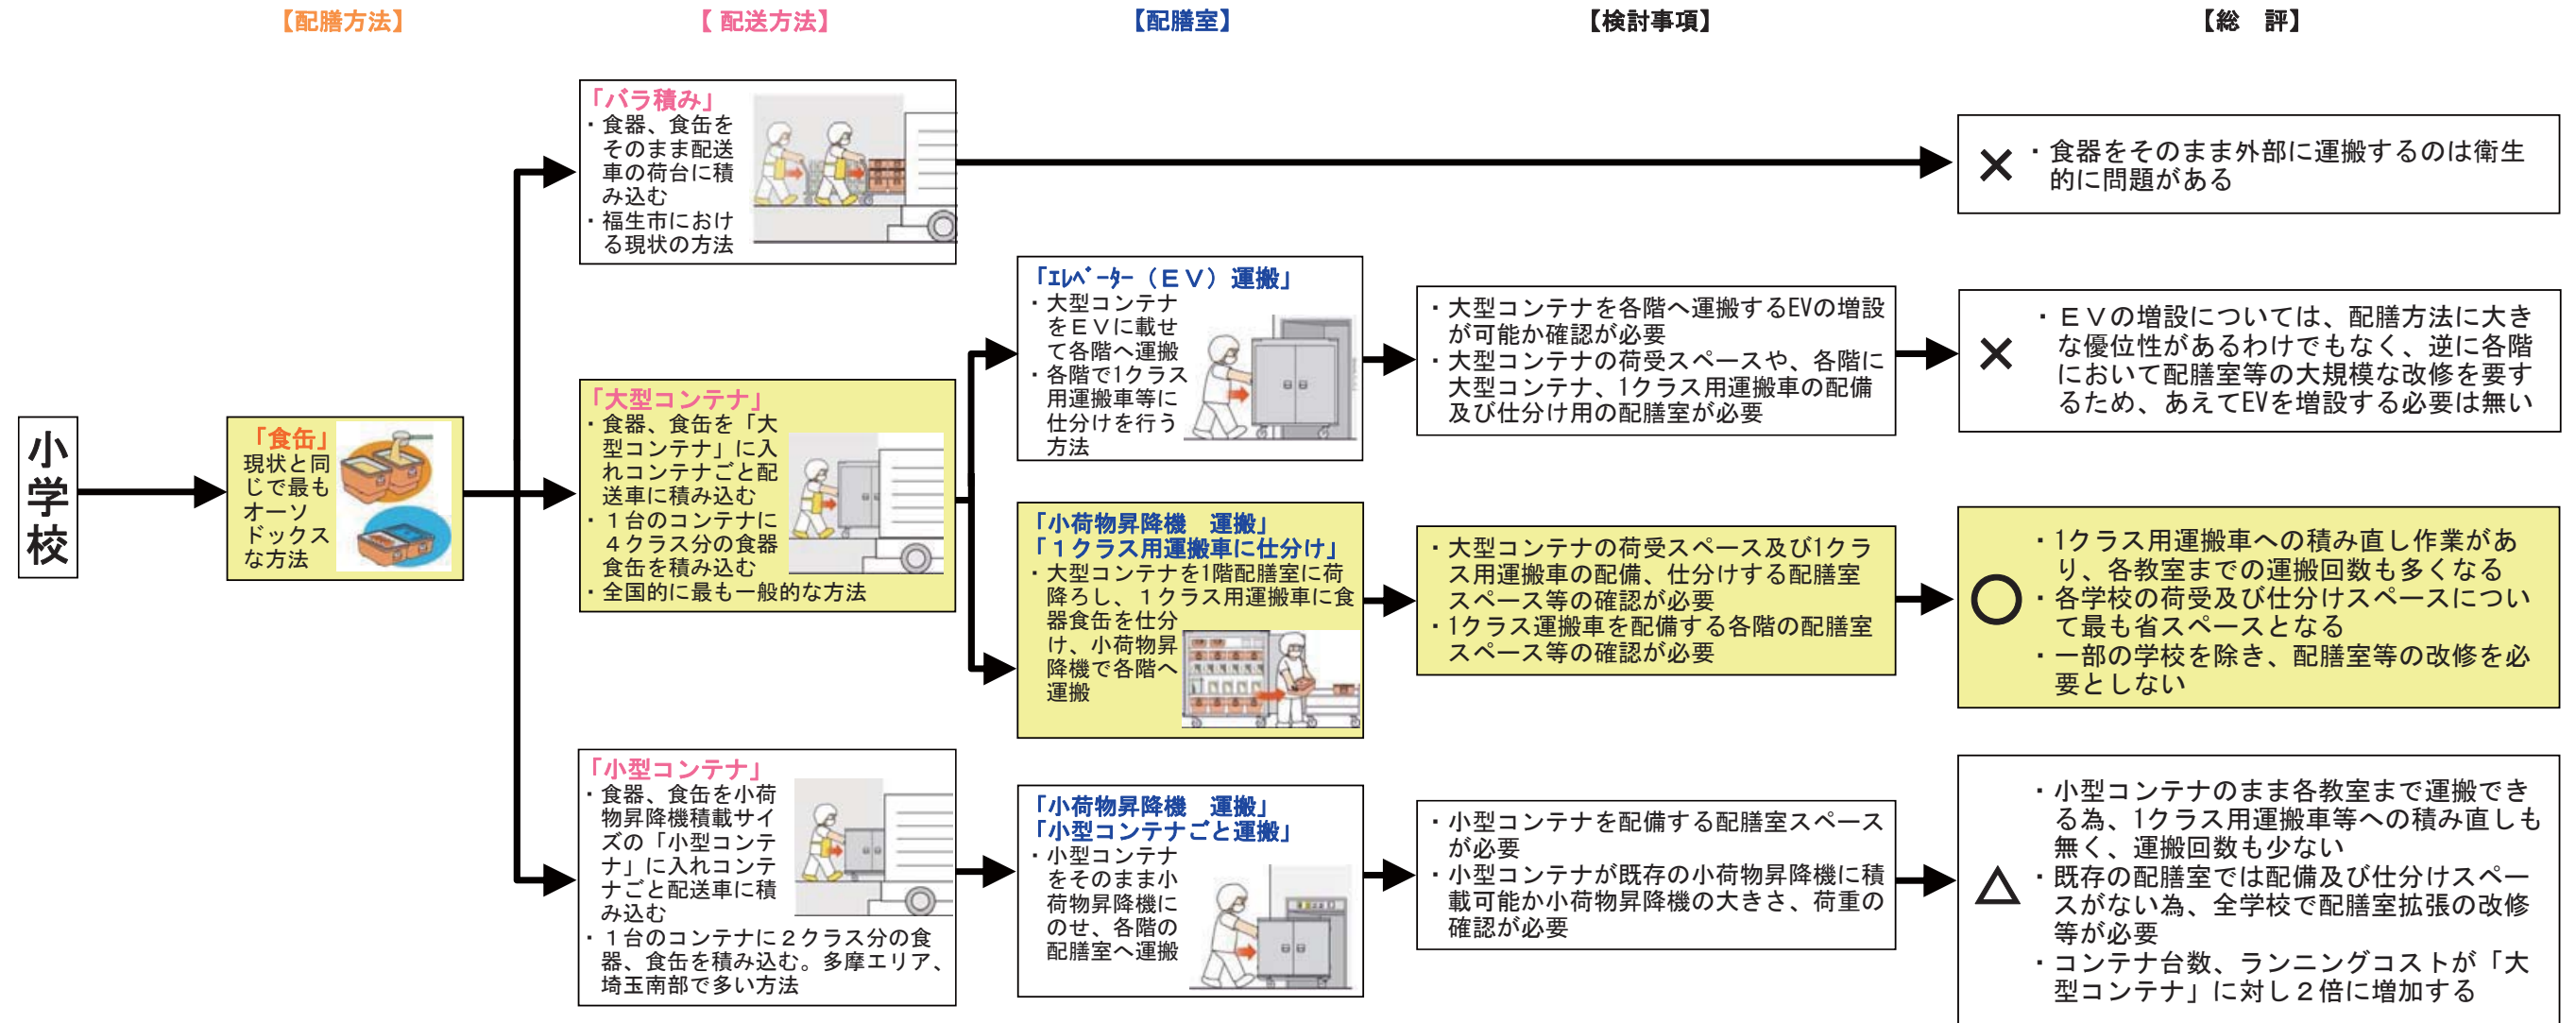 【配膳方法】
【 配送方法】
【配膳室】
【検討事項】
【総　評】
小
学
校
「食缶」
現状と同
じで最も
オーソ
ドックス
な方法
「バラ積み」
・食器、食缶を
そのまま配送
車の荷台に積
み込む
・福生市におけ
る現状の方法
×
・食器をそのまま外部に運搬するのは衛生
的に問題がある
「大型コンテナ」
・食器、食缶を「大
型コンテナ」に入
れコンテナごと配
送車に積み込む
・１台のコンテナに
４クラス分の食器
食缶を積み込む
・全国的に最も一般的な方法
「ｴﾚﾍﾞｰﾀｰ（ＥＶ）運搬」
・大型コンテナ
をＥＶに載せ
て各階へ運搬
・各階で1クラス
用運搬車等に
仕分けを行う
方法
・大型コンテナを各階へ運搬するEVの増設
が可能か確認が必要
・大型コンテナの荷受スペースや、各階に
大型コンテナ、1クラス用運搬車の配備
及び仕分け用の配膳室が必要
×
・ＥＶの増設については、配膳方法に大き
な優位性があるわけでもなく、逆に各階
において配膳室等の大規模な改修を要す
るため、あえてEVを増設する必要は無い
「小荷物昇降機　運搬」
「１クラス用運搬車に仕分け」
・大型コンテナを1階配膳室に荷
降ろし、１クラス用運搬車に食
器食缶を仕分
け、小荷物昇
降機で各階へ
運搬
・大型コンテナの荷受スペース及び1クラ
ス用運搬車の配備、仕分けする配膳室
スペース等の確認が必要
・1クラス運搬車を配備する各階の配膳室
スペース等の確認が必要
○
・1クラス用運搬車への積み直し作業があ
り、各教室までの運搬回数も多くなる
・各学校の荷受及び仕分けスペースについ
て最も省スペースとなる
・一部の学校を除き、配膳室等の改修を必
要としない
「小型コンテナ」
・食器、食缶を小荷
物昇降機積載サイ
ズの「小型コンテ
ナ」に入れコンテ
ナごと配送車に積
み込む
・１台のコンテナに２クラス分の食
器、食缶を積み込む。多摩エリア、
埼玉南部で多い方法
「小荷物昇降機　運搬」
「小型コンテナごと運搬」
・小型コンテナ
をそのまま小
荷物昇降機に
のせ、各階の
配膳室へ運搬
・小型コンテナを配備する配膳室スペース
が必要
・小型コンテナが既存の小荷物昇降機に積
載可能か小荷物昇降機の大きさ、荷重の
確認が必要
△
・小型コンテナのまま各教室まで運搬でき
る為、1クラス用運搬車等への積み直しも
無く、運搬回数も少ない
・既存の配膳室では配備及び仕分けスペー
スがない為、全学校で配膳室拡張の改修
等が必要
・コンテナ台数、ランニングコストが「大
型コンテナ」に対し２倍に増加する